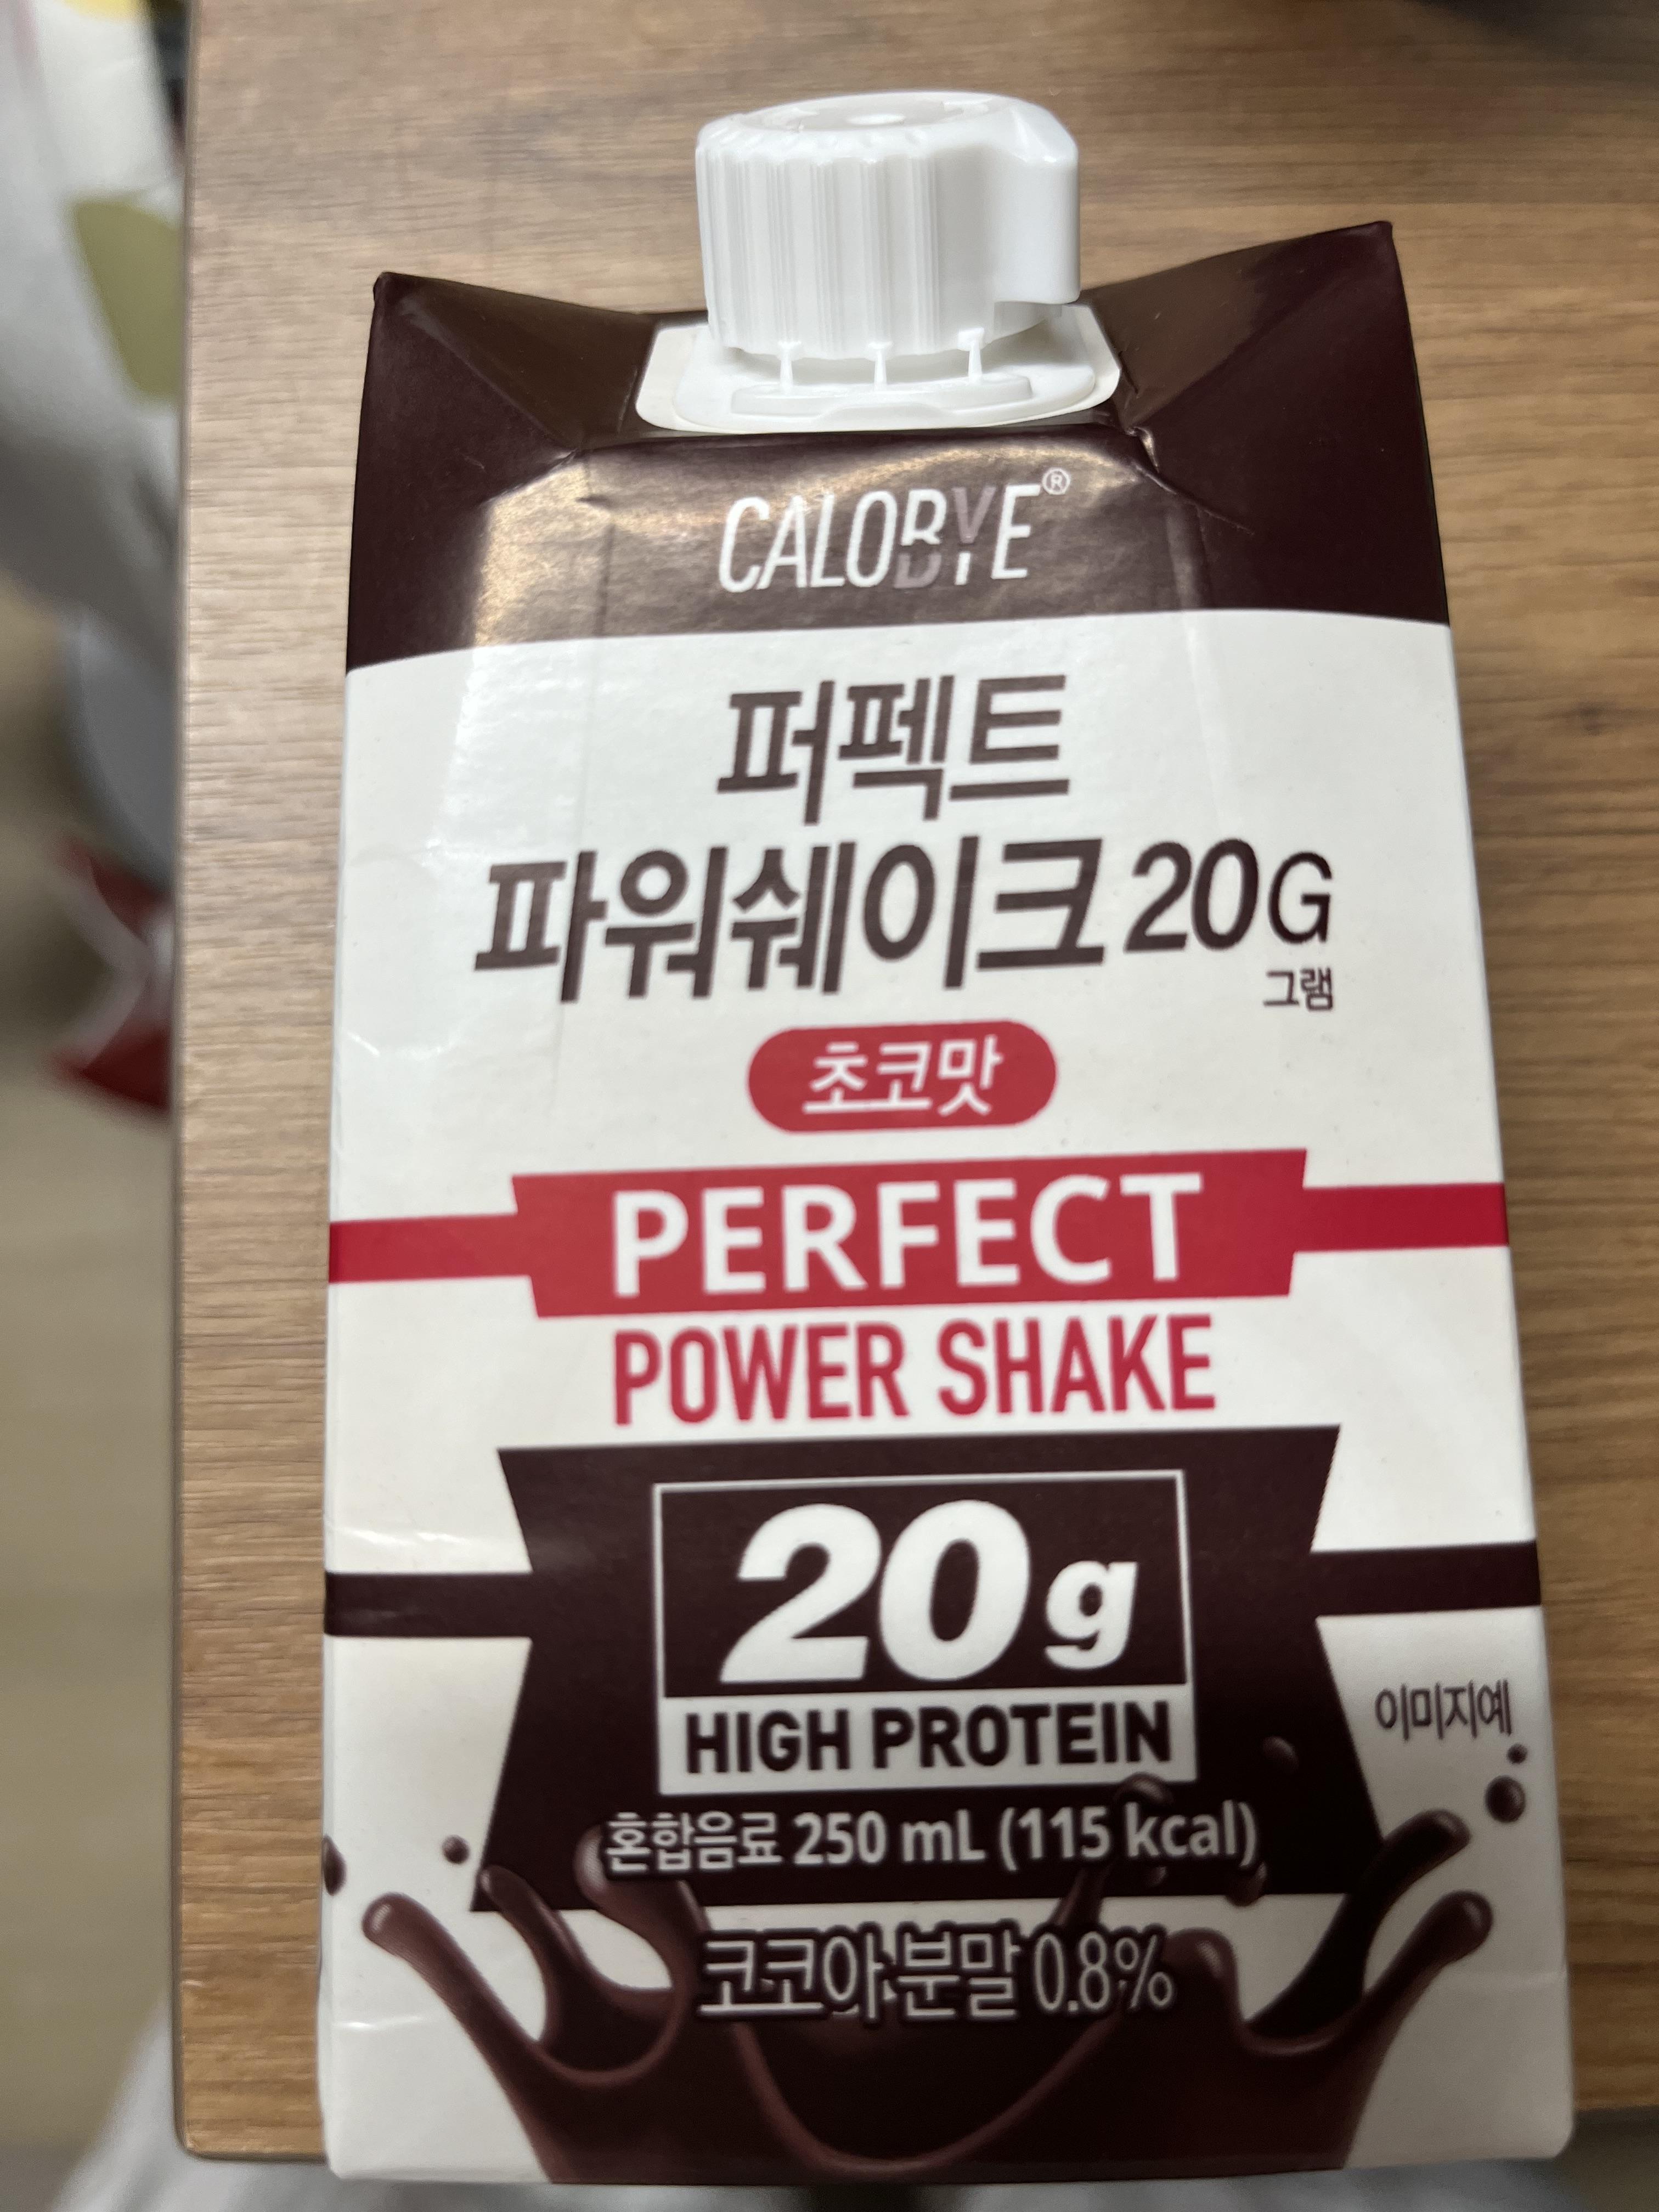 CALOBYE®
퍼펙트
파워쉐이크 20G
그램
초코맛
PERFECT
POWER SHAKE
20g
HIGH PROTEIN
이미지예
혼합음료 250 mL (115 kcal)
코코아분말 0.8%